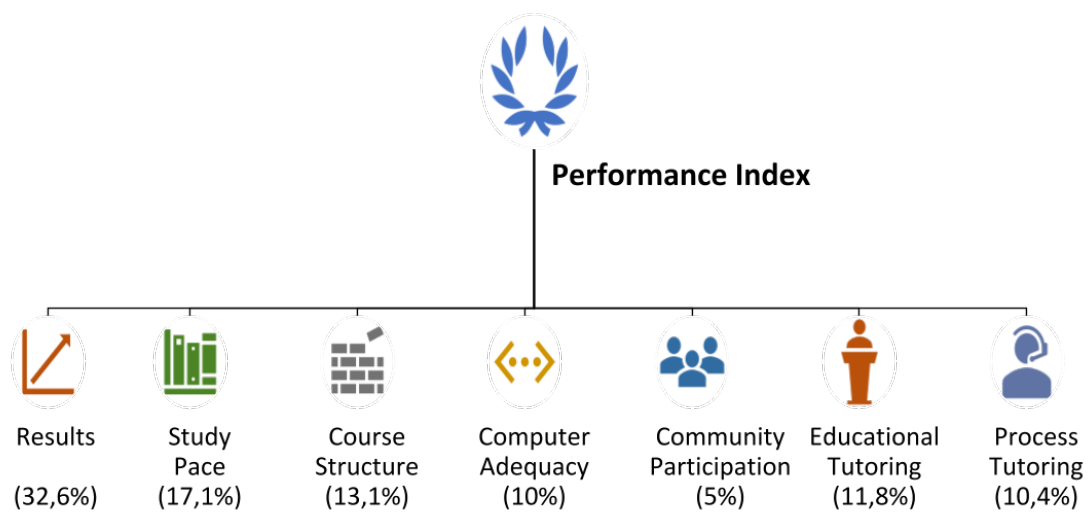 Performance Index
Results
(32,6%)
Study
Pace
(17,1%)
Course
Structure
(13,1%)
Computer
Adequacy
(10%)
Community
Participation
(5%)
Educational
Tutoring
(11,8%)
Process
Tutoring
(10,4%)